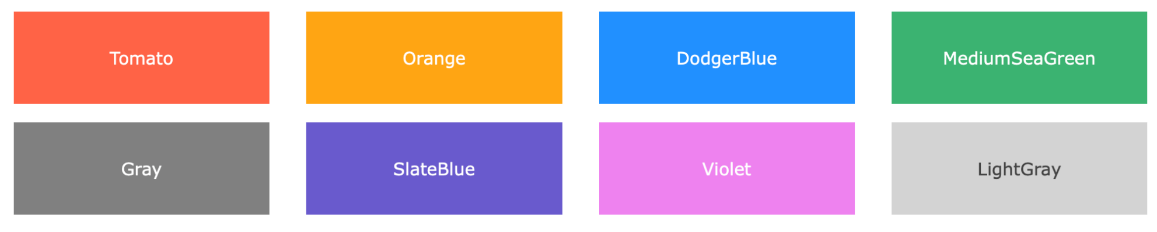 Tomato
Orange
DodgerBlue
MediumSeaGreen
Gray
SlateBlue
Violet
LightGray